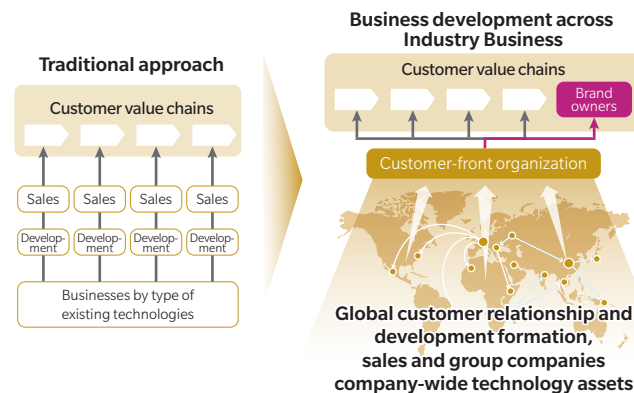 Traditional approach
Customer value chains
Sales
Sales
Sales
Sales
Develop-
ment
Develop-
ment
Develop-
ment
Develop-
ment
Businesses by type of
existing technologies
Business development across
Industry Business
Customer value chains
Brand
owners
Customer-front organization
Global customer relationship and
development formation,
sales and group companies
company-wide technology assets